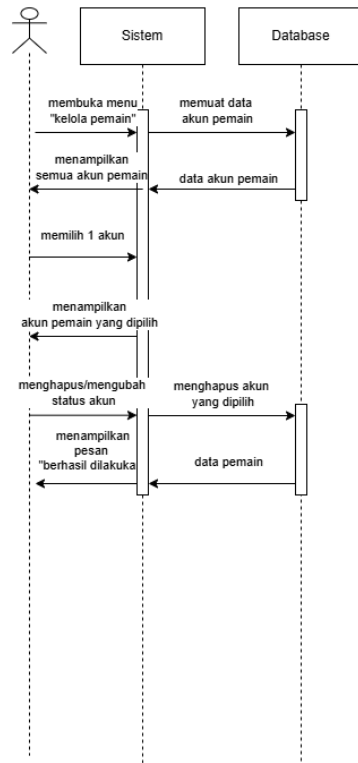 Sistem
Database
membuka menu
"kelola pemain"
memuat data
akun pemain
menampilkan
semua akun pemain
data akun pemain
memilih 1 akun
menampilkan
akun pemain yang dipilih
menghapus/mengubah
status akun
menghapus akun
yang dipilih
menampilkan
pesan
"berhasil dilakuka
data pemain